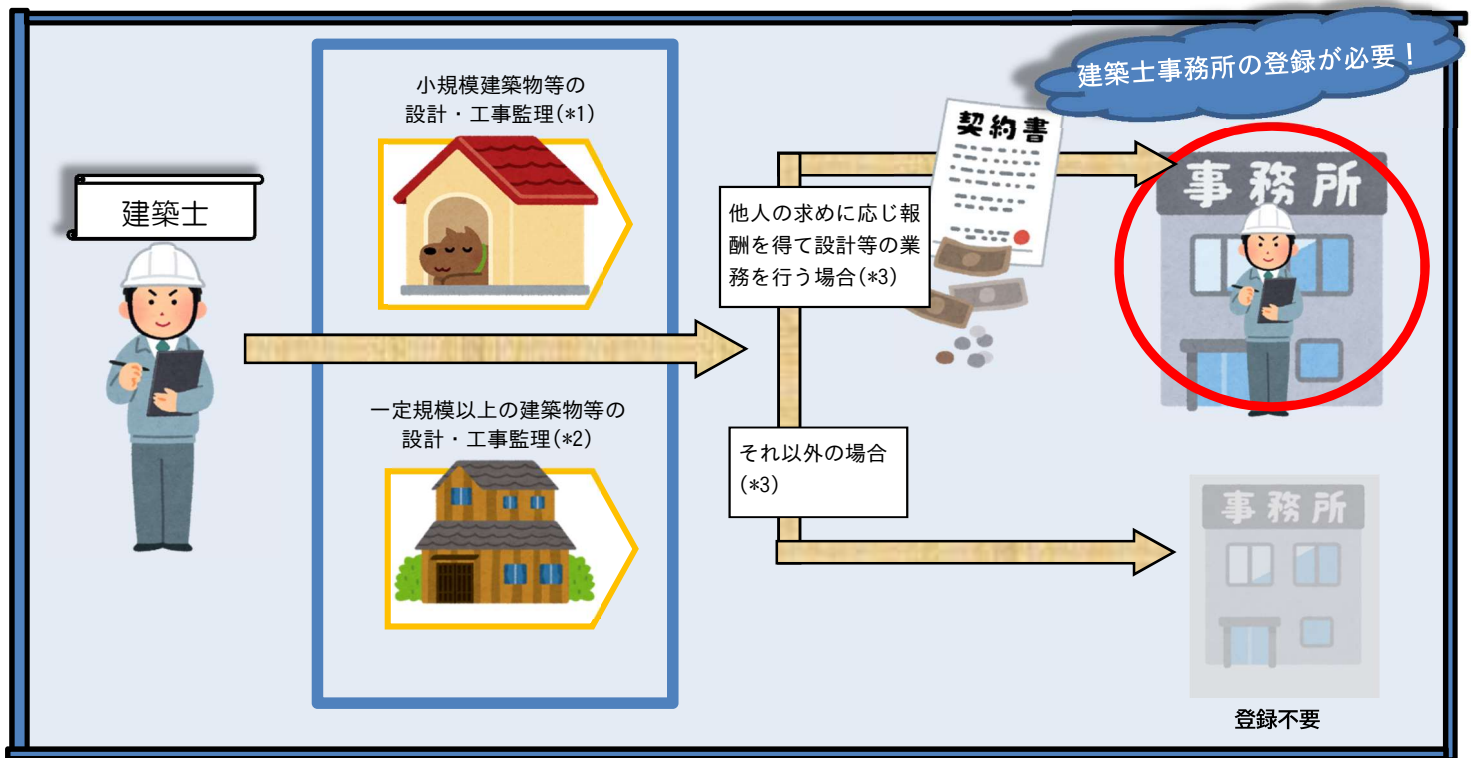 建築士事務所の登録が必要！
小規模建築物等の
設計・工事監理(*1)
建築士
契約書
事務所
他人の求めに応じ報
酬を得て設計等の業
務を行う場合(*3)
一定規模以上の建築物等の
設計・工事監理(*2)
それ以外の場合
(*3)
事務所
登録不要